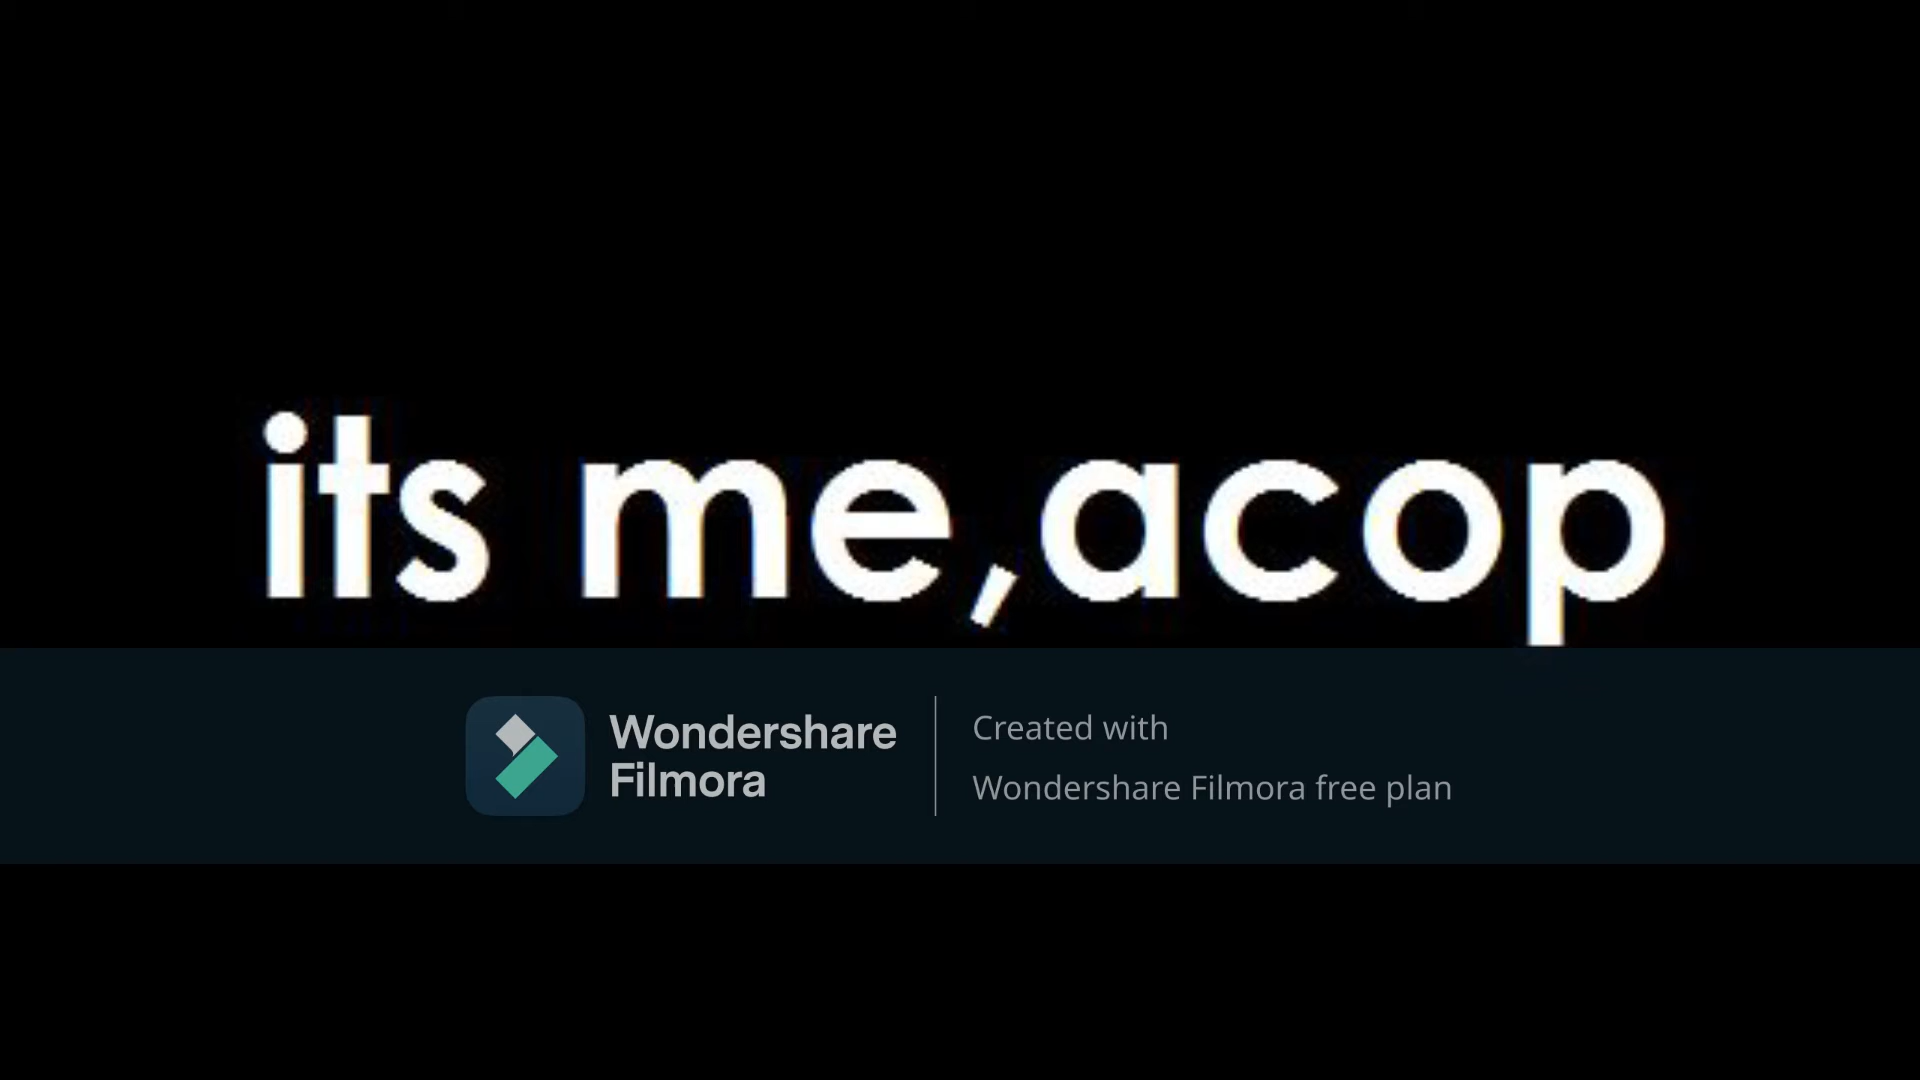 its me,acop
Wondershare
Filmora
Created with
Wondershare Filmora free plan